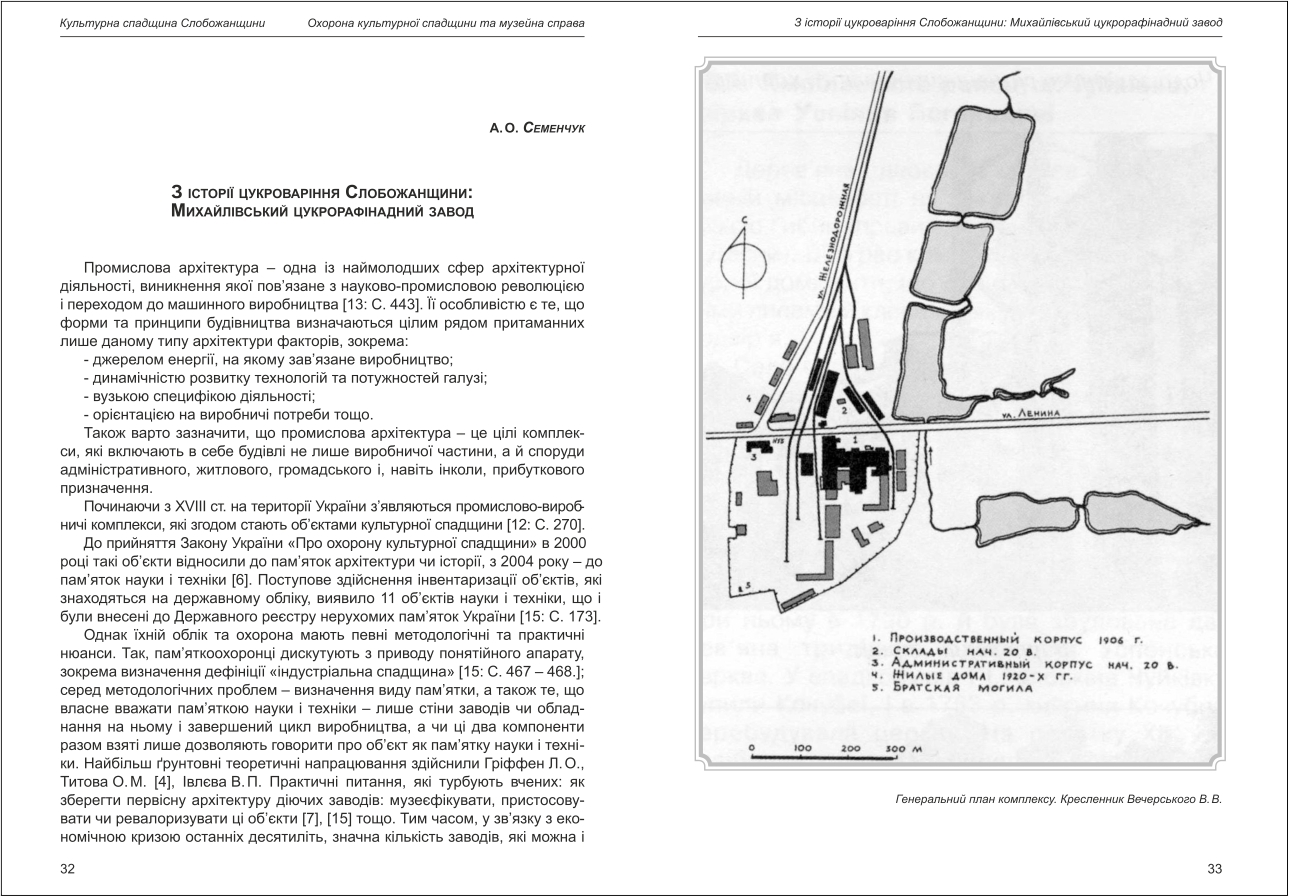 Культурна спадщина Слобожанщини Охорона культурної спадщини та музейна справа
А. О. Семенчук
З історії цукроваріння Слобожанщини:
Михайлівський цукрорафінадний завод
Промислова архітектура – одна із наймолодших сфер архітектурної
діяльності, виникнення якої пов’язане з науково-промисловою революцією
і переходом до машинного виробництва [13: С. 443]. Її особливістю є те, що
форми та принципи будівництва визначаються цілим рядом притаманних
лише даному типу архітектури факторів, зокрема:
- джерелом енергії, на якому зав’язане виробництво;
- динамічністю розвитку технологій та потужностей галузі;
- вузькою специфікою діяльності;
- орієнтацією на виробничі потреби тощо.
Також варто зазначити, що промислова архітектура – це цілі комплек-
си, які включають в себе будівлі не лише виробничої частини, а й споруди
адміністративного, житлового, громадського і, навіть інколи, прибуткового
призначення.
Починаючи з XVIII ст. на території України з’являються промислово-вироб-
ничі комплекси, які згодом стають об’єктами культурної спадщини [12: С. 270].
До прийняття Закону України «Про охорону культурної спадщини» в 2000
році такі об’єкти відносили до пам’яток архітектури чи історії, з 2004 року – до
пам’яток науки і техніки [6]. Поступове здійснення інвентаризації об’єктів, які
знаходяться на державному обліку, виявило 11 об’єктів науки і техніки, що і
були внесені до Державного реєстру нерухомих пам’яток України [15: С. 173].
Однак їхній облік та охорона мають певні методологічні та практичні
нюанси. Так, пам’яткоохоронці дискутують з приводу понятійного апарату,
зокрема визначення дефініції «індустріальна спадщина» [15: С. 467 – 468.];
серед методологічних проблем – визначення виду пам’ятки, а також те, що
власне вважати пам’яткою науки і техніки – лише стіни заводів чи облад-
нання на ньому і завершений цикл виробництва, а чи ці два компоненти
разом взяті лише дозволяють говорити про об’єкт як пам’ятку науки і техні-
ки. Найбільш ґрунтовні теоретичні напрацювання здійснили Гріффен Л. О.,
Титова О. М. [4], Івлєва В. П. Практичні питання, які турбують вчених: як
зберегти первісну архітектуру діючих заводів: музеєфікувати, пристосову-
вати чи ревалоризувати ці об’єкти [7], [15] тощо. Тим часом, у зв’язку з еко-
номічною кризою останніх десятиліть, значна кількість заводів, які можна і
32
З історії цукроваріння Слобожанщини: Михайлівський цукрорафінадний завод
С
ул. Железнодорожная
4
2
ул. Ленина
1
3
5
1. Производственный корпус 1906 г.
2. Склады нач. 20 в.
3. Административный корпус нач. 20 в.
4. Жилые дома 1920-х гг.
5. Братская могила
0 100 200 300 м
Генеральний план комплексу. Кресленник Вечерського В. В.
33